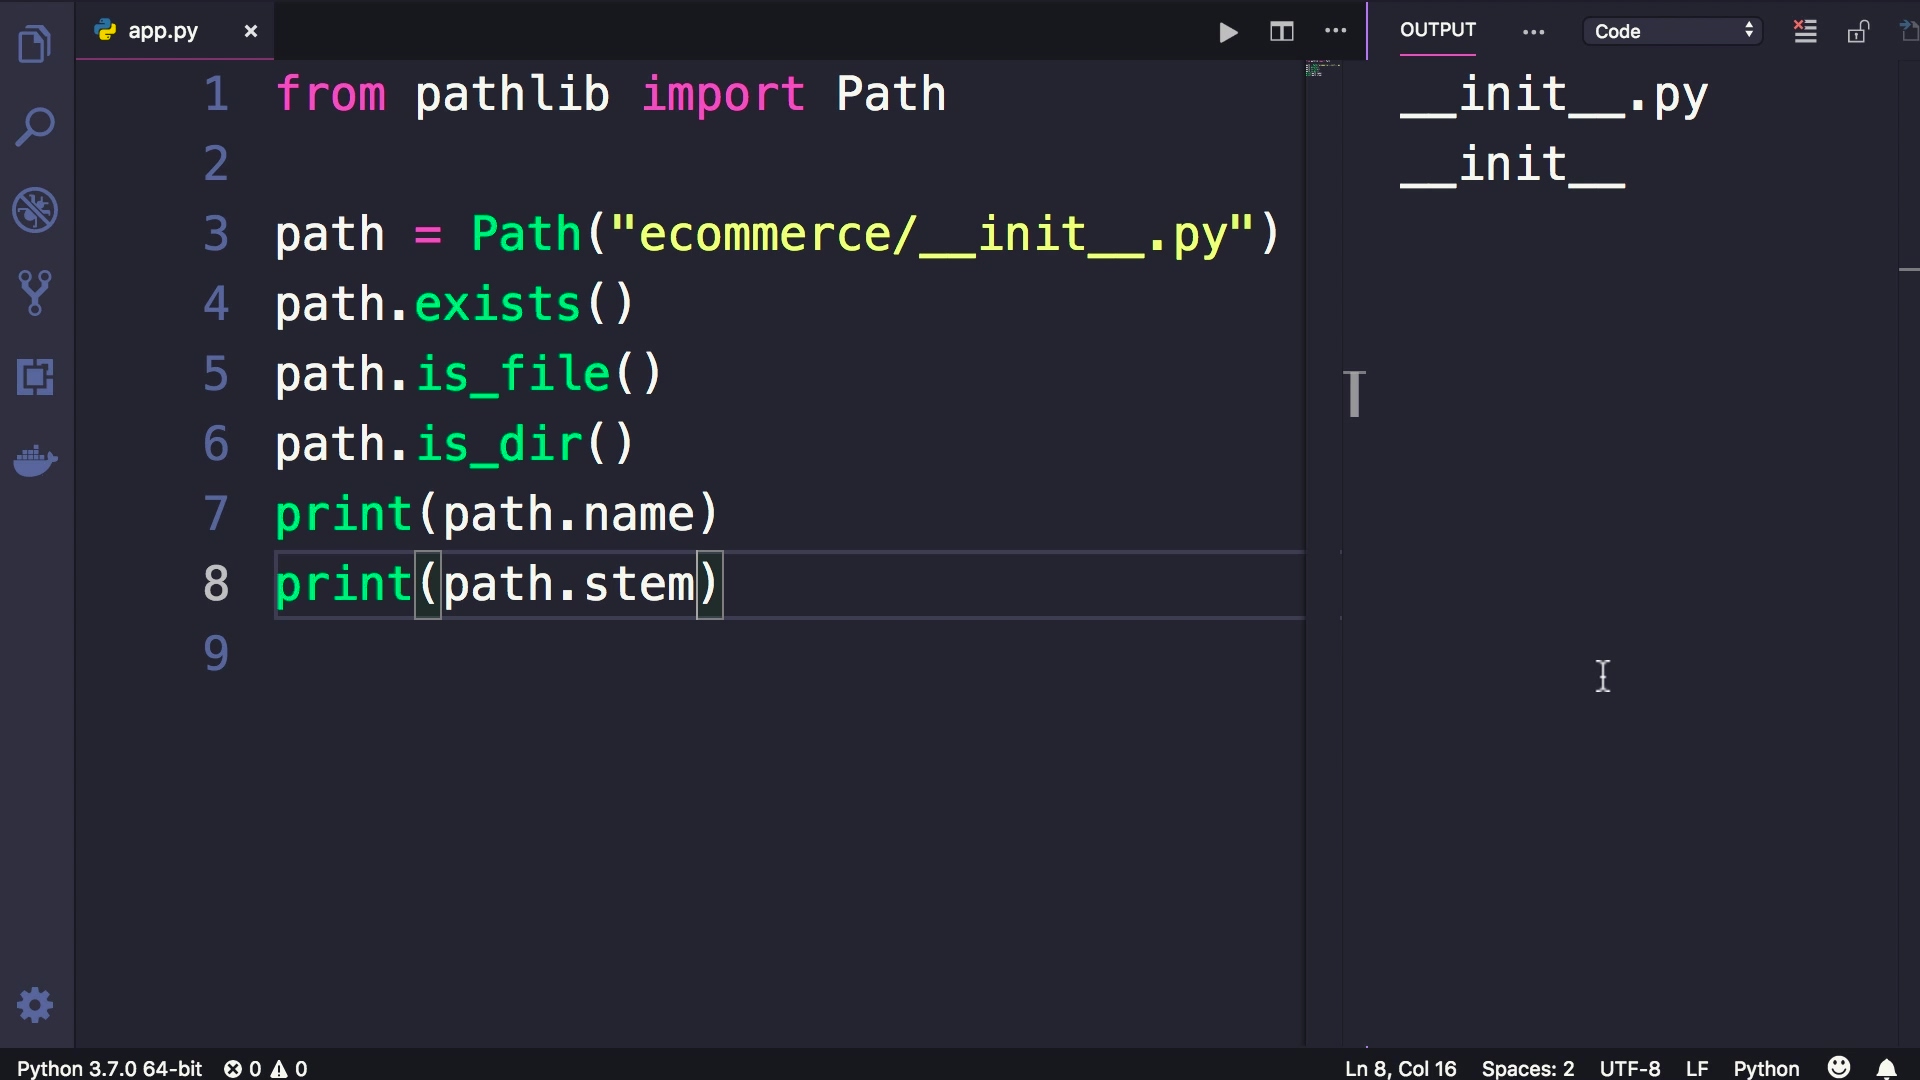 app.py
OUTPUT
Code
1 from pathlib import Path
2
3 path = Path("ecommerce/__init__.py")
4 path.exists()
5 path.is_file()
6 path.is_dir()
7 print(path.name)
8 print(path.stem)
9
__init__.py
__init__
Python 3.7.0 64-bit 0 0
Ln 8, Col 16 Spaces: 2 UTF-8 LF Python